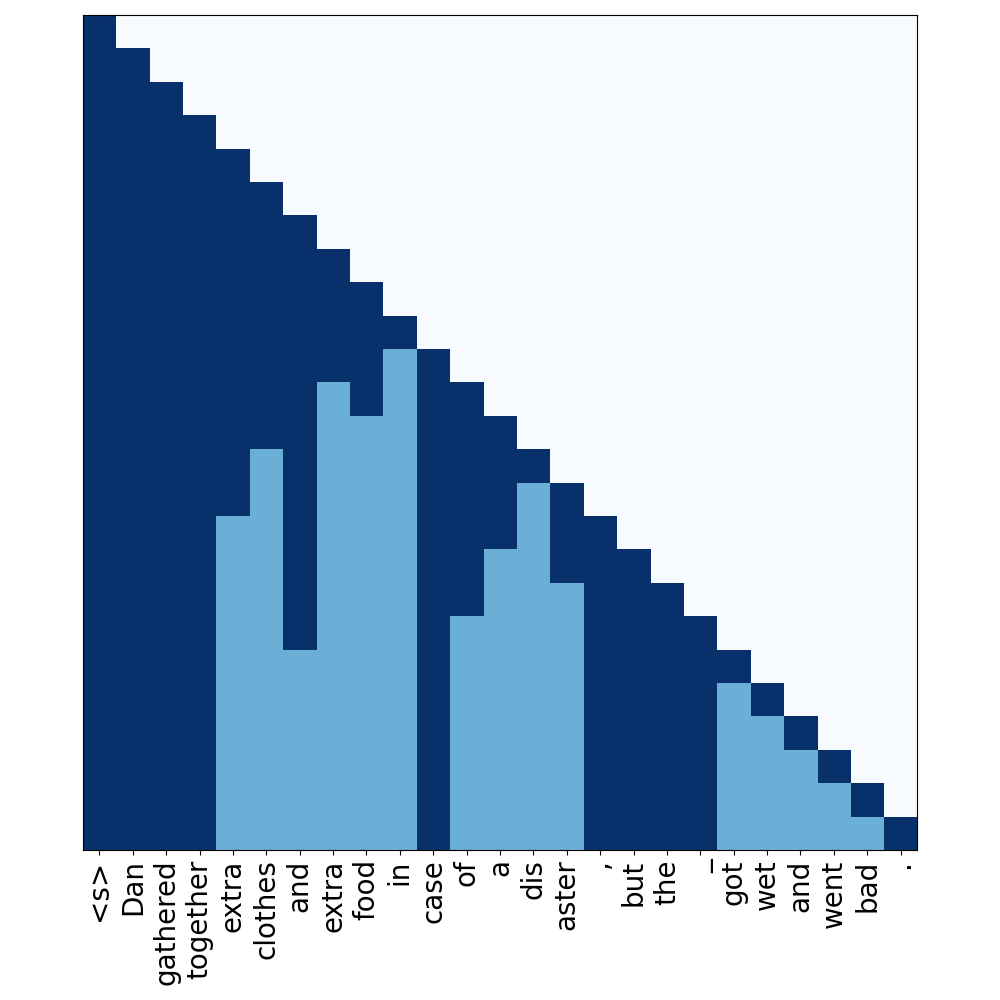 <s>
Dan
gathered
together
extra
clothes
and
extra
food
in
case
of
a
dis
aster
,
but
the
_
got
wet
and
went
bad
.